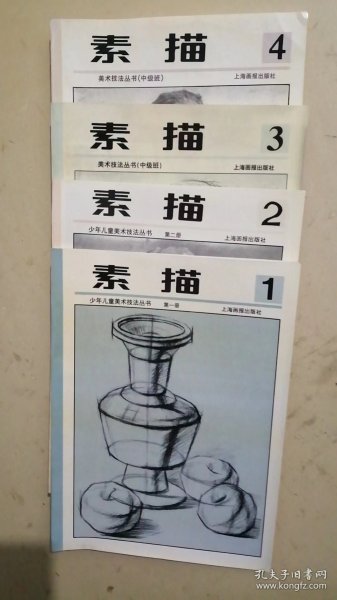 素描
4
美术技法丛书(中级班)
上海画报出版社
素描
3
美术技法丛书(中级班)
上海画报出版社
素描
2
少年儿童美术技法丛书 第二册
上海画报出版社
素描
1
少年儿童美术技法丛书 第一册
上海画报出版社
孔夫子旧书网
www.kongfz.com